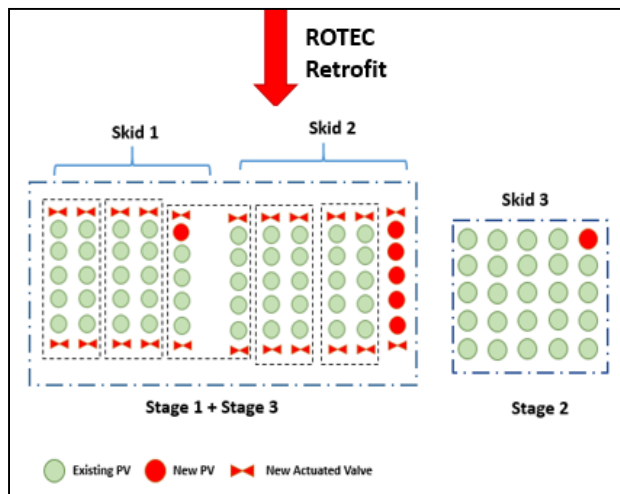 ROTEC
Retrofit
Skid 1
Skid 2
Skid 3
Stage 1 + Stage 3
Stage 2
Existing PV
New PV
New Actuated Valve